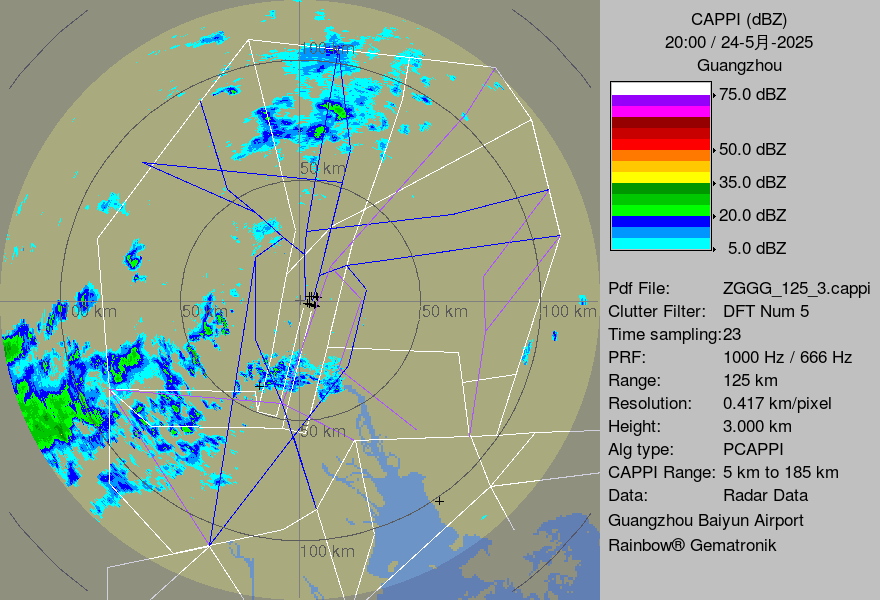 CAPPI (dBZ)
20:00 / 24-5月-2025
Guangzhou
75.0 dBZ
50.0 dBZ
35.0 dBZ
20.0 dBZ
5.0 dBZ
Pdf File: ZGGG_125_3.cappi
Clutter Filter: DFT Num 5
Time sampling:23
PRF: 1000 Hz / 666 Hz
Range: 125 km
Resolution: 0.417 km/pixel
Height: 3.000 km
Alg type: PCAPPI
CAPPI Range: 5 km to 185 km
Data: Radar Data
Guangzhou Baiyun Airport
Rainbow® Gematronik
100 km
50 km
100 km
50 km
50 km
100 km
50 km
100 km